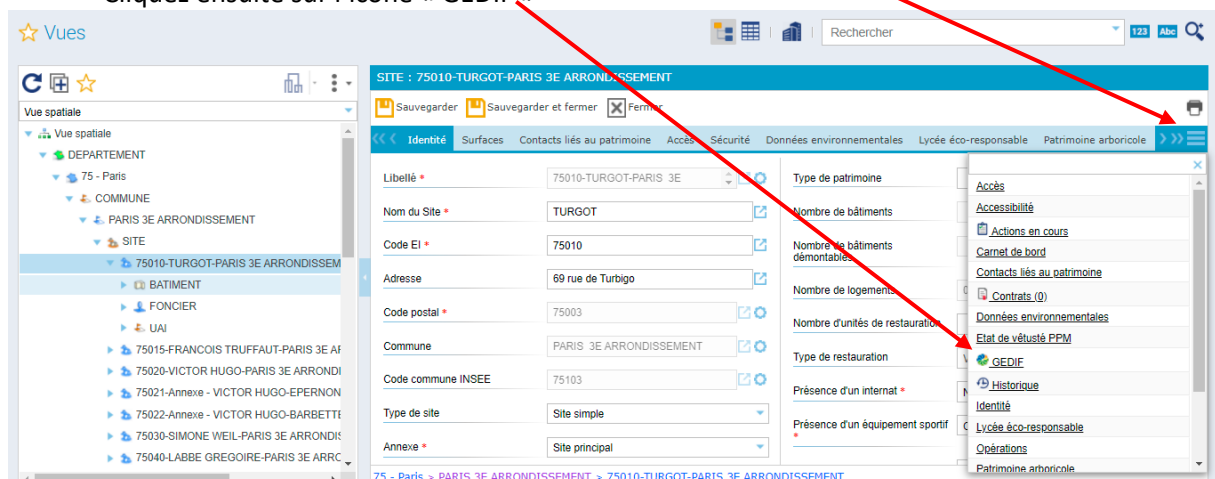 Cliquez ensuite sur l'icône « GEDIF »
Vues
Rechercher
123
Abc
Vue spatiale
Vue spatiale
DEPARTEMENT
75 - Paris
COMMUNE
PARIS 3E ARRONDISSEMENT
SITE
75010-TURGOT-PARIS 3E ARRONDISSEM
BATIMENT
FONCIER
UAI
75015-FRANCOIS TRUFFAUT-PARIS 3E AF
75020-VICTOR HUGO-PARIS 3E ARRONDI
75021-Annexe - VICTOR HUGO-EPERNON
75022-Annexe - VICTOR HUGO-BARBETTE
75030-SIMONE WEIL-PARIS 3E ARRONDIS
75040-LABBE GREGOIRE-PARIS 3E ARRC
SITE : 75010-TURGOT-PARIS 3E ARRONDISSEMENT
Sauvegarder Sauvegarder et fermer Fermer
Identité Surfaces Contacts liés au patrimoine Accès Sécurité Données environnementales Lycée éco-responsable Patrimoine arboricole
Libellé * 75010-TURGOT-PARIS 3E
Nom du Site * TURGOT
Code EI * 75010
Adresse 69 rue de Turbigo
Code postal * 75003
Commune PARIS 3E ARRONDISSEMENT
Code commune INSEE 75103
Type de site Site simple
Annexe * Site principal
Type de patrimoine
Nombre de bâtiments
Nombre de bâtiments
démontables
Nombre de logements
Nombre d'unités de restauration
Type de restauration
Présence d'un internat *
Présence d'un équipement sportif
*
Accès
Accessibilité
Actions en cours
Carnet de bord
Contacts liés au patrimoine
Contrats (0)
Données environnementales
Etat de vêtusté PPM
GEDIF
Historique
Identité
Lycée éco-responsable
Opérations
Patrimoine arboricole
75 - Paris > PARIS 3E ARRONDISSEMENT > 75010-TURGOT-PARIS 3E ARRONDISSEMENT